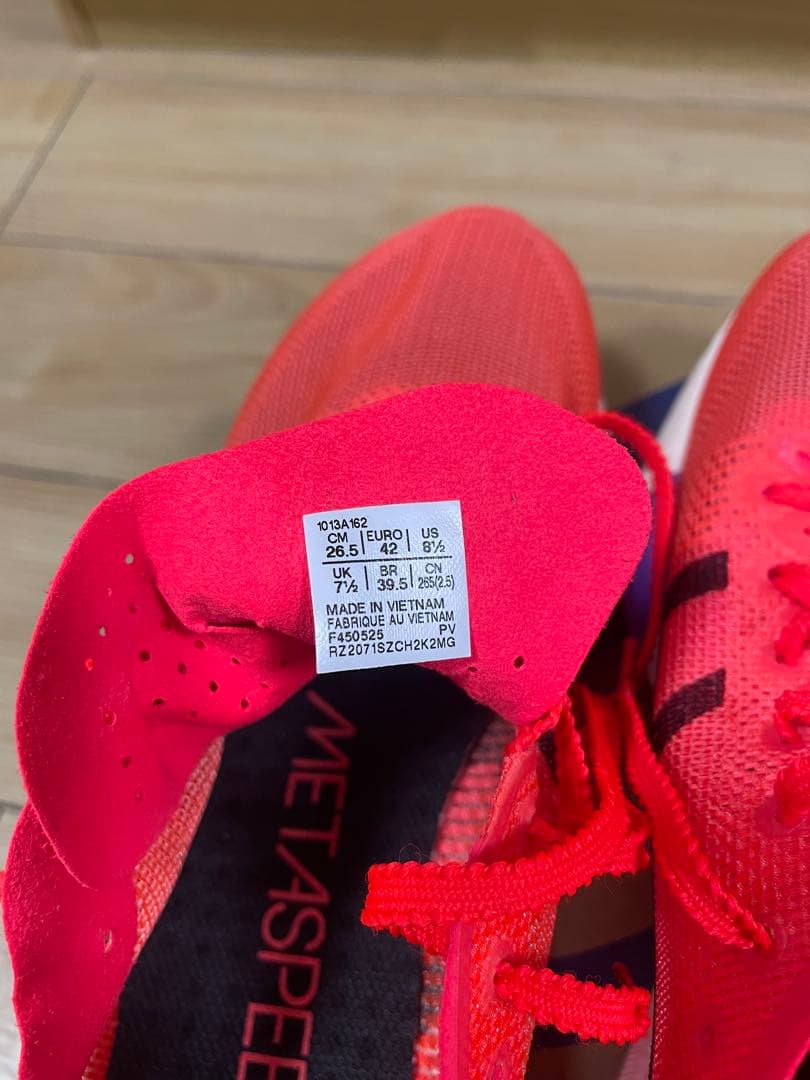 1013A162
CM EURO US
26.5 42 8½
UK BR CN
7½ 39.5 265(2.5)
MADE IN VIETNAM
FABRIQUE AU VIETNAM
F450525 PV
RZ2071SZCH2K2MG
METASPEE